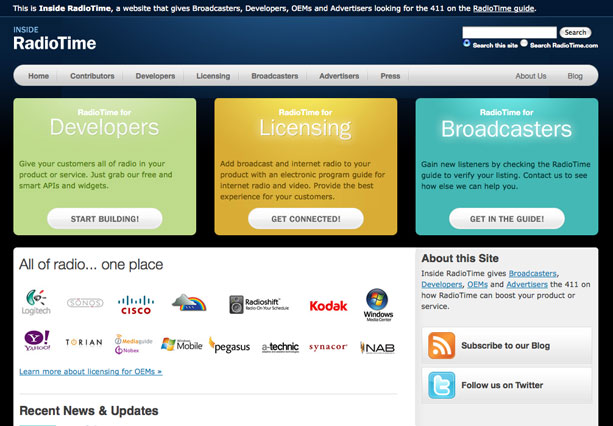 This is Inside RadioTime, a website that gives Broadcasters, Developers, OEMs and Advertisers looking for the 411 on the RadioTime guide.
INSIDE
RadioTime
Search
Search this site Search RadioTime.com
Home Contributors Developers Licensing Broadcasters Advertisers Press About Us Blog
RadioTime for
Developers
Give your customers all of radio in your
product or service. Just grab our free and
smart APIs and widgets.
START BUILDING!
RadioTime for
Licensing
Add broadcast and internet radio to your
product with an electronic program guide for
internet radio and video. Provide the best
experience for your customers.
GET CONNECTED!
RadioTime for
Broadcasters
Gain new listeners by checking the RadioTime
guide to verify your listing. Contact us to see
how else we can help you.
GET IN THE GUIDE!
All of radio... one place
Logitech
SONOS
CISCO
Radioshift
Radio On Your Schedule
Kodak
Windows
Media Center
YAHOO!
TORIAN
Mediaguide
Nobex
Windows
Mobile
pegasus
a-technic
synacor
NAB
Learn more about licensing for OEMs »
Recent News & Updates
About this Site
Inside RadioTime gives Broadcasters,
Developers, OEMs and Advertisers the 411 on
how RadioTime can boost your product or
service.
Subscribe to our Blog
Follow us on Twitter